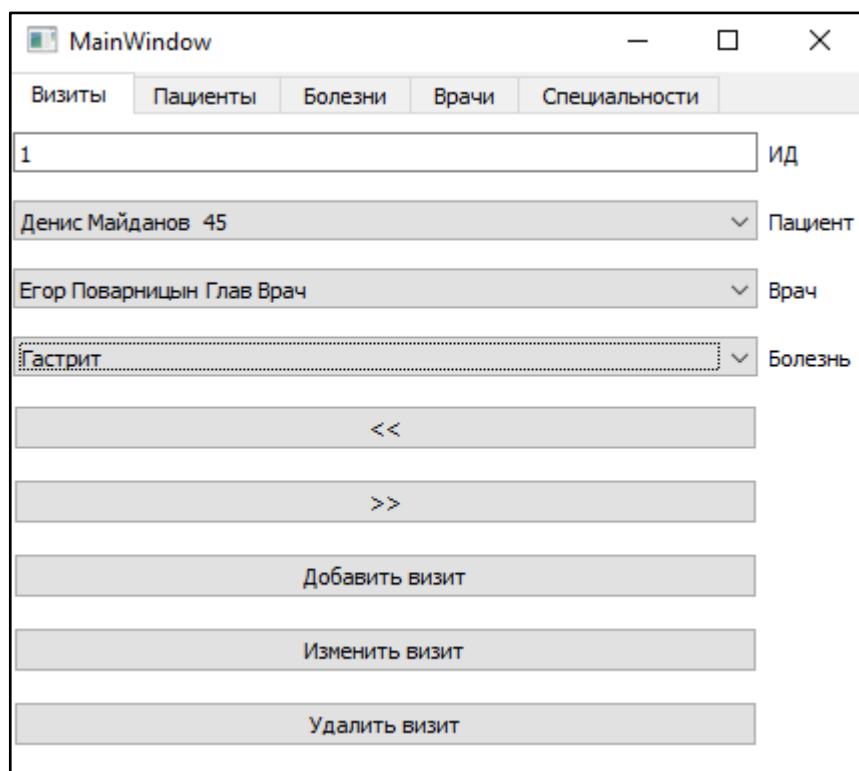 MainWindow
Визиты Пациенты Болезни Врачи Специальности
1 ИД
Денис Майданов 45 Пациент
Егор Поварницын Глав Врач Врач
Гастрит Болезнь
<<
>>
Добавить визит
Изменить визит
Удалить визит